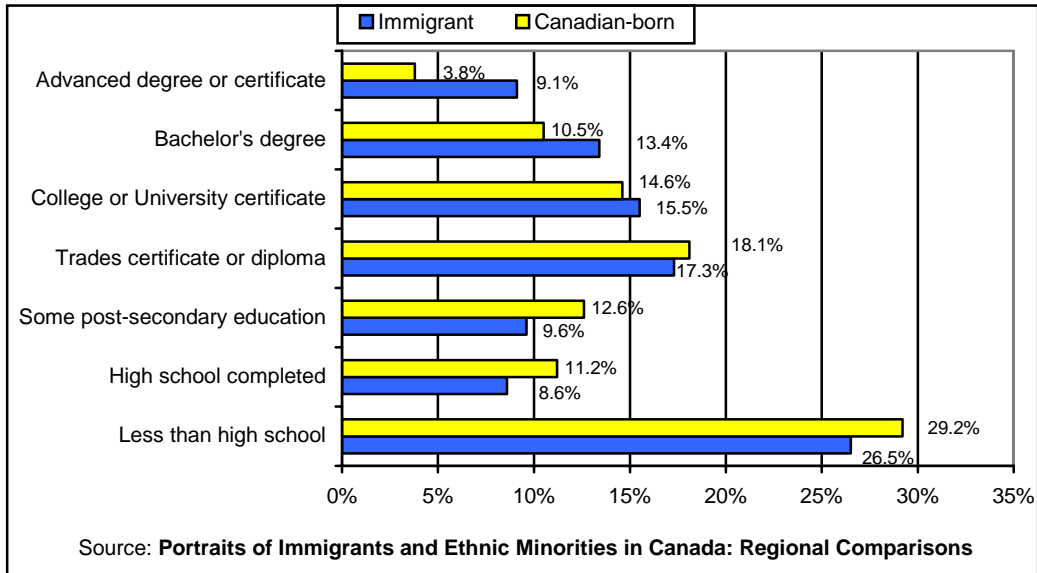 Immigrant Canadian-born
Advanced degree or certificate 3.8% 9.1%
Bachelor's degree 10.5% 13.4%
College or University certificate 14.6% 15.5%
Trades certificate or diploma 18.1% 17.3%
Some post-secondary education 12.6% 9.6%
High school completed 11.2% 8.6%
Less than high school 29.2% 26.5%
0% 5% 10% 15% 20% 25% 30% 35%
Source: Portraits of Immigrants and Ethnic Minorities in Canada: Regional Comparisons